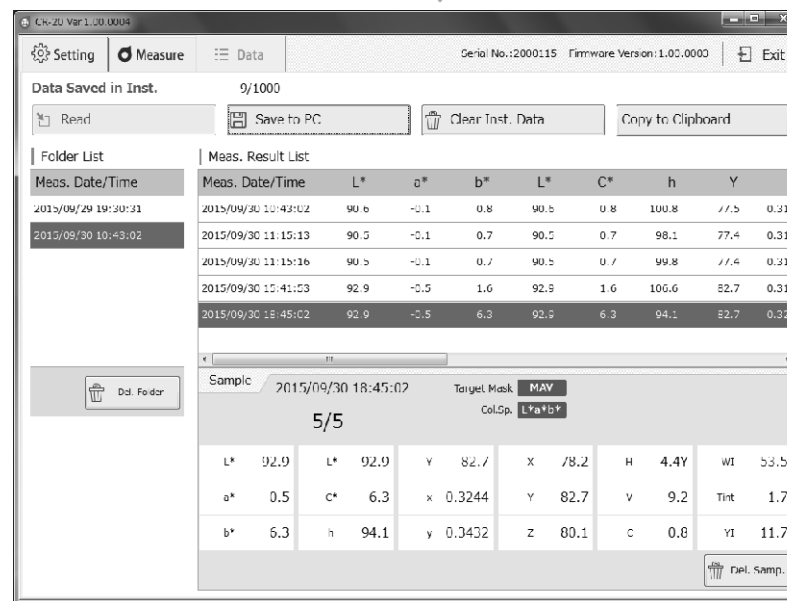 CR-20 Ver 1.00.0004
Setting Measure Data Serial No.:2000115 Firmware Version:1.00.0000 Exit
Data Saved in Inst. 9/1000
Read Save to PC Clear Inst. Data Copy to Clipboard
Folder List Meas. Result List
Meas. Date/Time Meas. Date/Time L* a* b* L* C* h Y
2015/09/29 19:30:31 2015/09/30 10:43:02 90.6 -0.1 0.8 90.6 0.8 100.8 77.5 0.31
2015/09/30 10:43:02 2015/09/30 11:15:13 90.5 -0.1 0.7 90.5 0.7 98.1 77.4 0.31
2015/09/30 11:15:16 90.5 -0.1 0.7 90.5 0.7 99.8 77.4 0.31
2015/09/30 15:41:53 92.9 -0.5 1.6 92.9 1.6 106.6 82.7 0.31
2015/09/30 18:45:02 92.9 -0.5 6.3 92.9 6.3 94.1 82.7 0.32
Del. Folder
Sample 2015/09/30 18:45:02 Target Mask MAV
5/5 Col.Sp. L*a*b*
L* 92.9 L* 92.9 Y 82.7 X 78.2 H 4.4Y WI 53.5
a* 0.5 C* 6.3 x 0.3244 Y 82.7 V 9.2 Tint 1.7
b* 6.3 h 94.1 y 0.3432 Z 80.1 C 0.8 YI 11.7
Del. Samp.